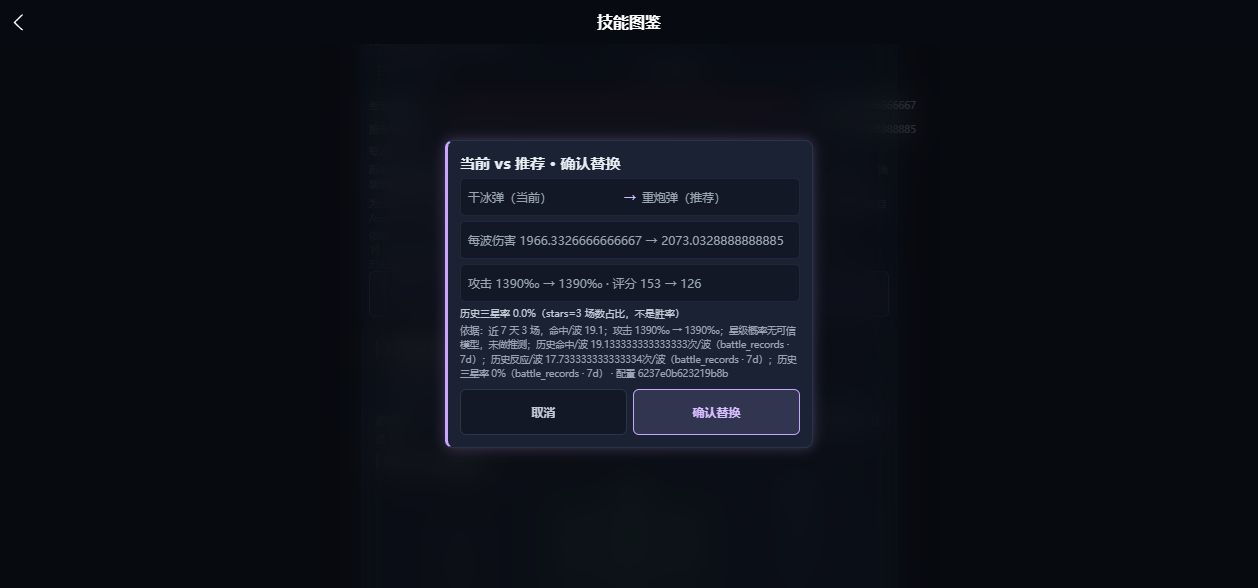 技能图鉴
66667
885
当前 vs 推荐 · 确认替换
干冰弹（当前） → 重炮弹（推荐）
每波伤害 1966.3326666666667 → 2073.0328888888885
攻击 1390‰ → 1390‰ · 评分 153 → 126
历史三星率 0.0%（stars=3 场数占比，不是胜率）
依据：近 7 天 3 场，命中/波 19.1；攻击 1390‰ → 1390‰；星级概率无可信
模型，未做推测；历史命中/波 19.133333333333333次/波（battle_records ·
7d）；历史反应/波 17.733333333333334次/波（battle_records · 7d）；历史
三星率 0%（battle_records · 7d） · 配置 6237e0b623219b8b
取消
确认替换